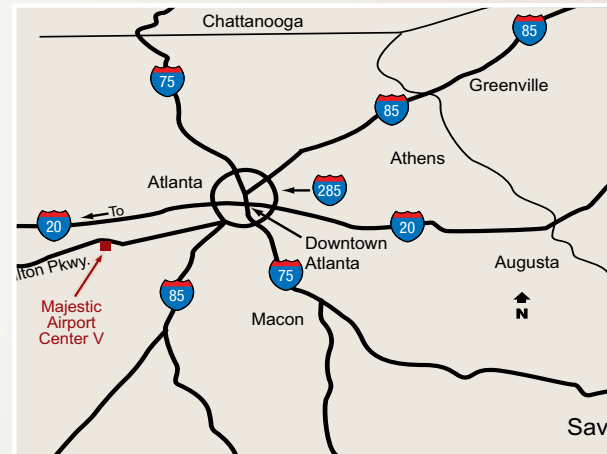 Chattanooga
85
75
Greenville
85
Athens
Atlanta
285
To
20
20
Downtown
Atlanta
lton Pkwy.
Augusta
75
85
Majestic
Airport
Center V
N
Macon
Sav